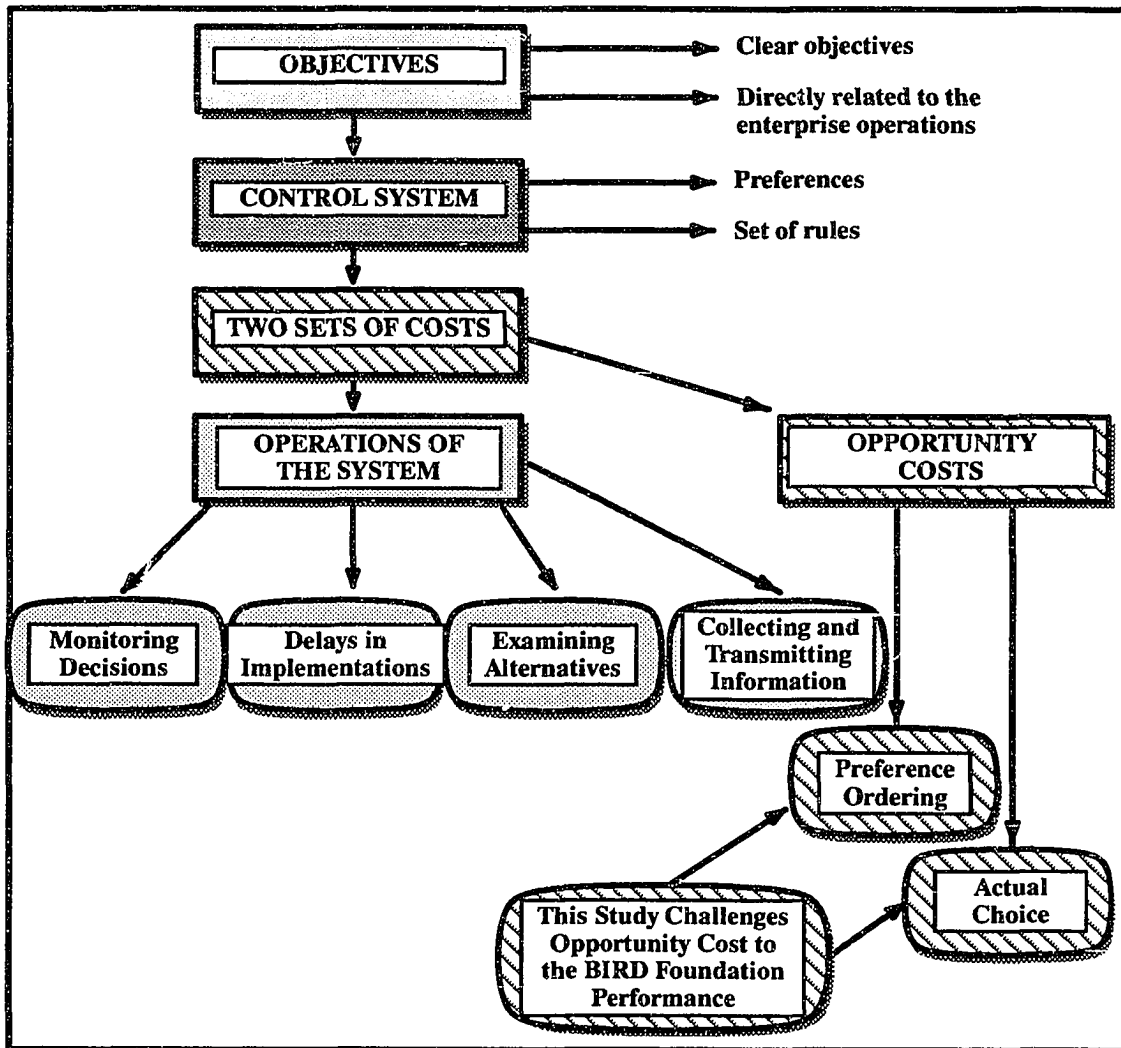 OBJECTIVES
Clear objectives
Directly related to the
enterprise operations
CONTROL SYSTEM
Preferences
Set of rules
TWO SETS OF COSTS
OPERATIONS OF
THE SYSTEM
OPPORTUNITY
COSTS
Monitoring
Decisions
Delays in
Implementations
Examining
Alternatives
Collecting and
Transmitting
Information
Preference
Ordering
Actual
Choice
This Study Challenges
Opportunity Cost to
the BIRD Foundation
Performance